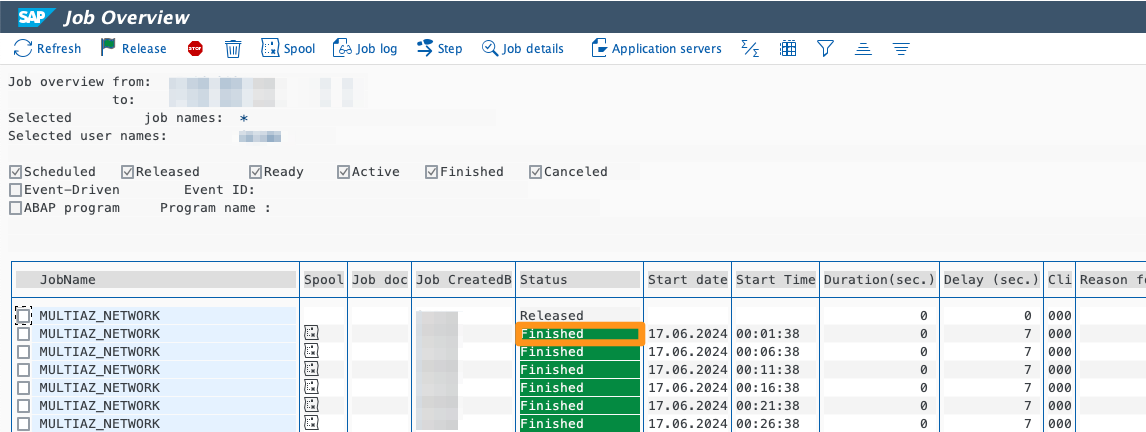 SAP Job Overview
Refresh Release STOP Spool Job log Step Job details Application servers
Job overview from:
to:
Selected job names: *
Selected user names:
Scheduled Released Ready Active Finished Canceled
Event-Driven Event ID:
ABAP program Program name :
JobName Spool Job doc Job CreatedB Status Start date Start Time Duration(sec.) Delay (sec.) Cli Reason fo
MULTIAZ_NETWORK Released 0 0 000
MULTIAZ_NETWORK Finished 17.06.2024 00:01:38 0 7 000
MULTIAZ_NETWORK Finished 17.06.2024 00:06:38 0 7 000
MULTIAZ_NETWORK Finished 17.06.2024 00:11:38 0 7 000
MULTIAZ_NETWORK Finished 17.06.2024 00:16:38 0 7 000
MULTIAZ_NETWORK Finished 17.06.2024 00:21:38 0 7 000
MULTIAZ_NETWORK Finished 17.06.2024 00:26:38 0 7 000